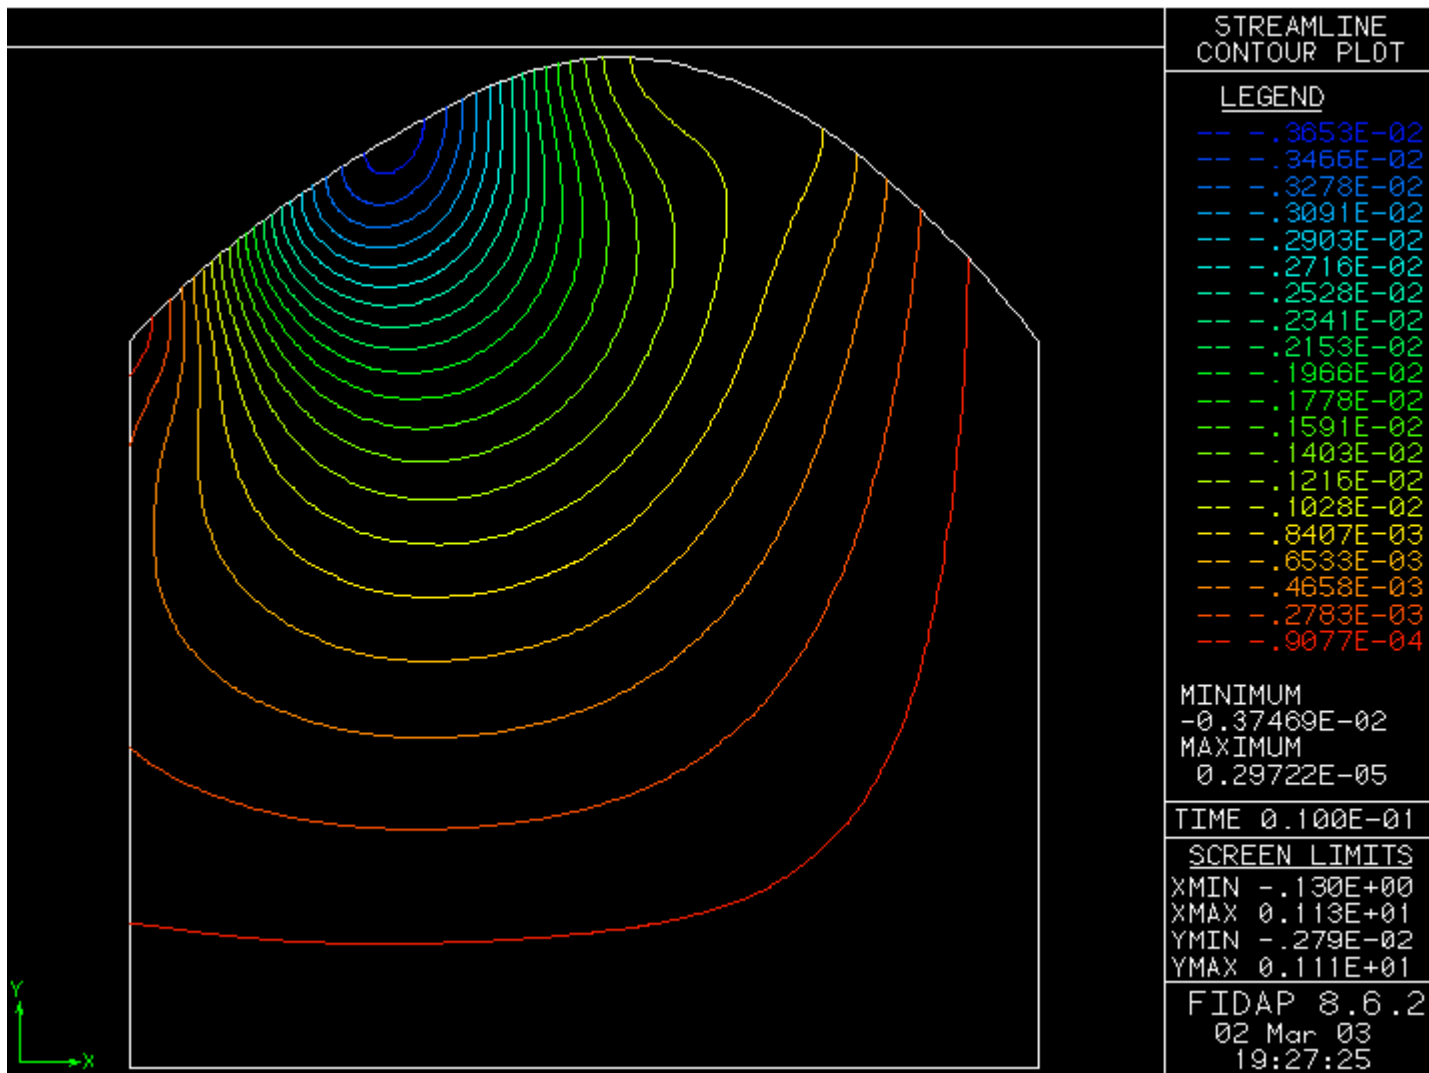 STREAMLINE
CONTOUR PLOT
LEGEND
-- -.3653E-02
-- -.3466E-02
-- -.3278E-02
-- -.3091E-02
-- -.2903E-02
-- -.2716E-02
-- -.2528E-02
-- -.2341E-02
-- -.2153E-02
-- -.1966E-02
-- -.1778E-02
-- -.1591E-02
-- -.1403E-02
-- -.1216E-02
-- -.1028E-02
-- -.8407E-03
-- -.6533E-03
-- -.4658E-03
-- -.2783E-03
-- -.9077E-04
MINIMUM
-0.37469E-02
MAXIMUM
0.29722E-05
TIME 0.100E-01
SCREEN LIMITS
XMIN -.130E+00
XMAX 0.113E+01
YMIN -.279E-02
YMAX 0.111E+01
FIDAP 8.6.2
02 Mar 03
19:27:25
Y
X